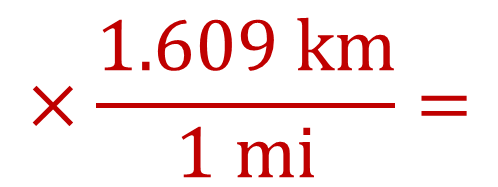 × 1.609 km / 1 mi =